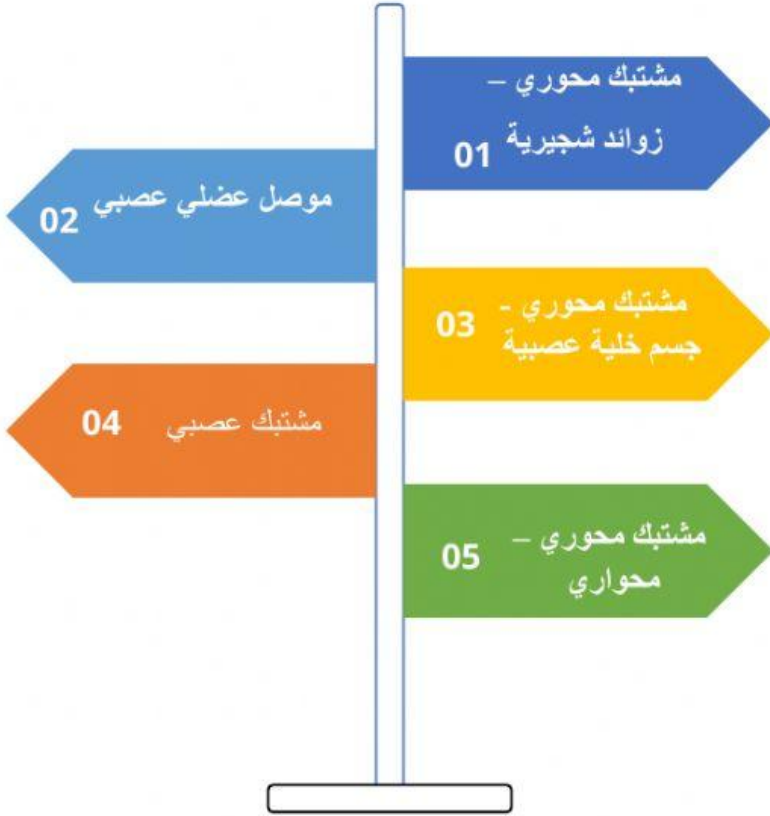 مشتبك محوري –
زوائد شجيرية 01
موصل عضلي عصبي 02
مشتبك محوري -
جسم خلية عصبية 03
مشتبك عصبي 04
مشتبك محوري –
محواري 05